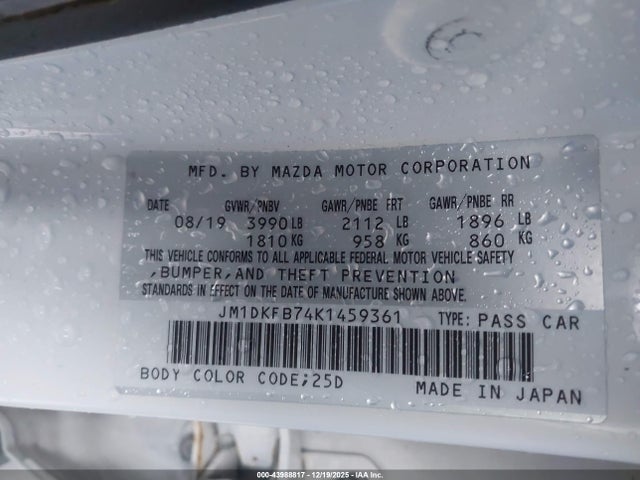 MFD. BY MAZDA MOTOR CORPORATION
DATE GVWR/PNBV GAWR/PNBE FRT GAWR/PNBE RR
08/19 3990 LB 2112 LB 1896 LB
1810 KG 958 KG 860 KG
THIS VEHICLE CONFORMS TO ALL APPLICABLE FEDERAL MOTOR VEHICLE SAFETY
,BUMPER,AND THEFT PREVENTION
STANDARDS IN EFFECT ON THE DATE OF MANUFACTURE SHOWN ABOVE.
JM1DKFB74K1459361 TYPE: PASS CAR
BODY COLOR CODE;25D MADE IN JAPAN
000-43988817 12/19/2025 IAAI